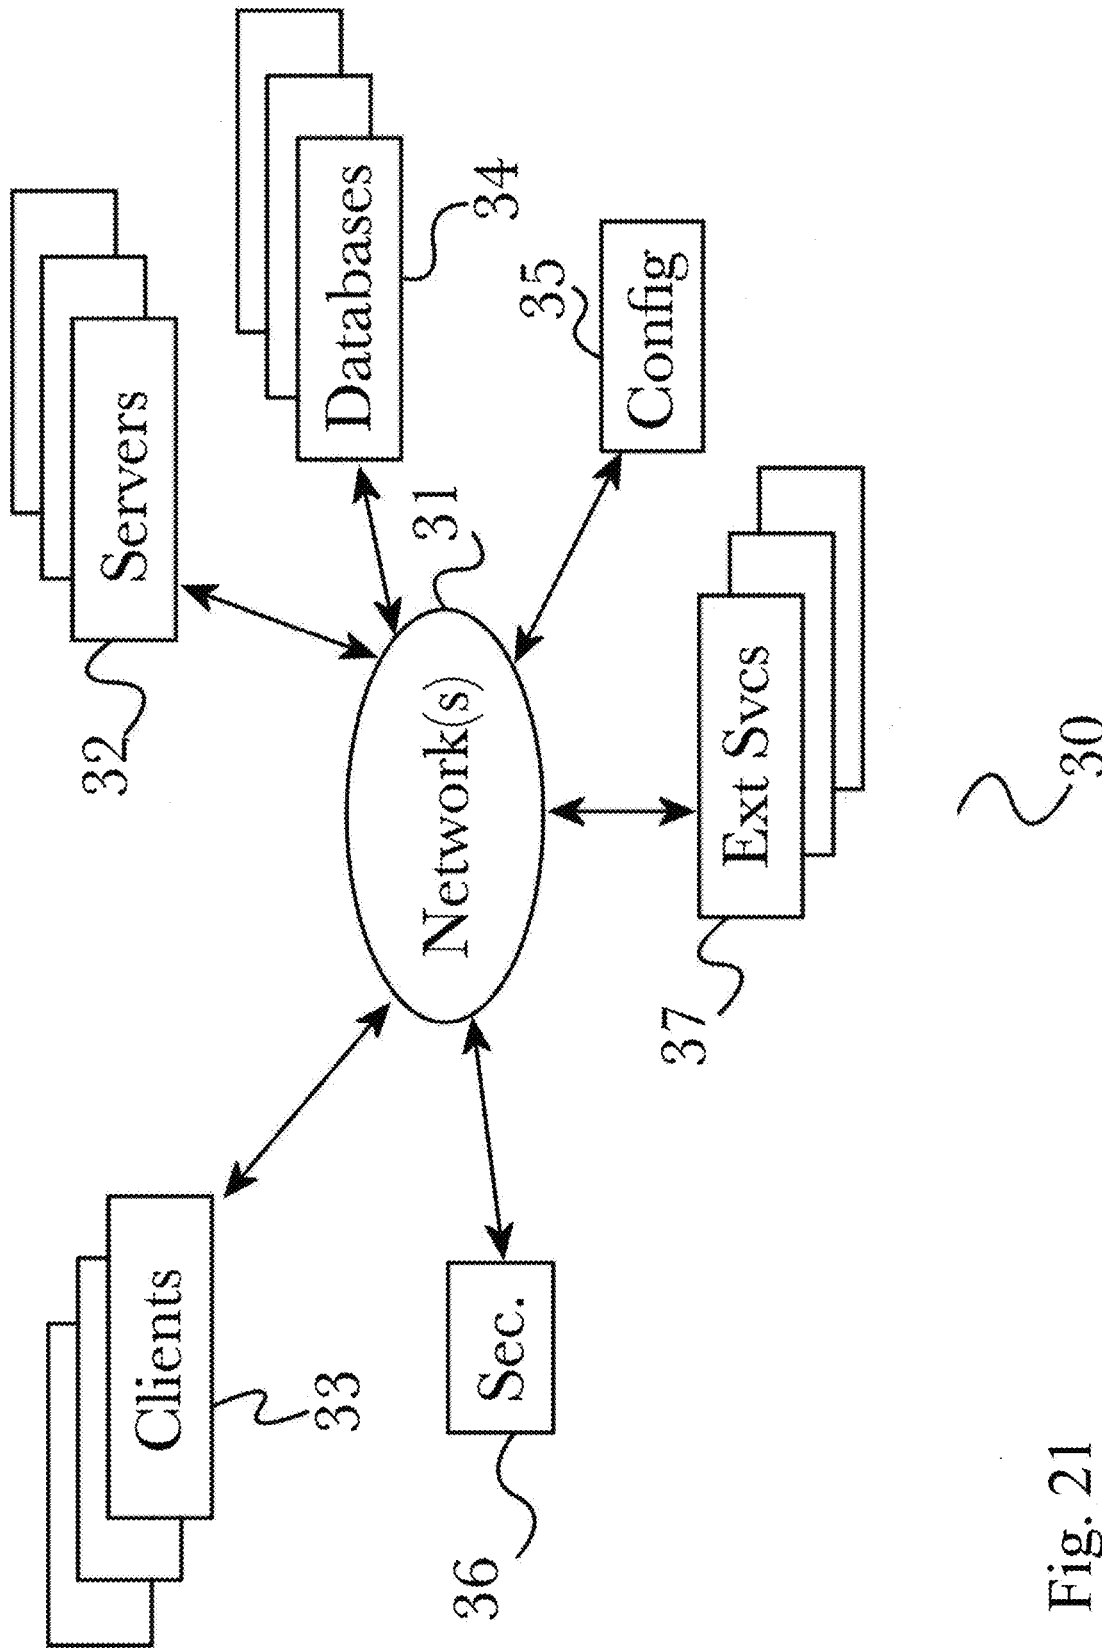 Clients
33
Servers
32
Databases
34
Network(s)
31
Sec.
36
Config
35
Ext Svcs
37
30
Fig. 21